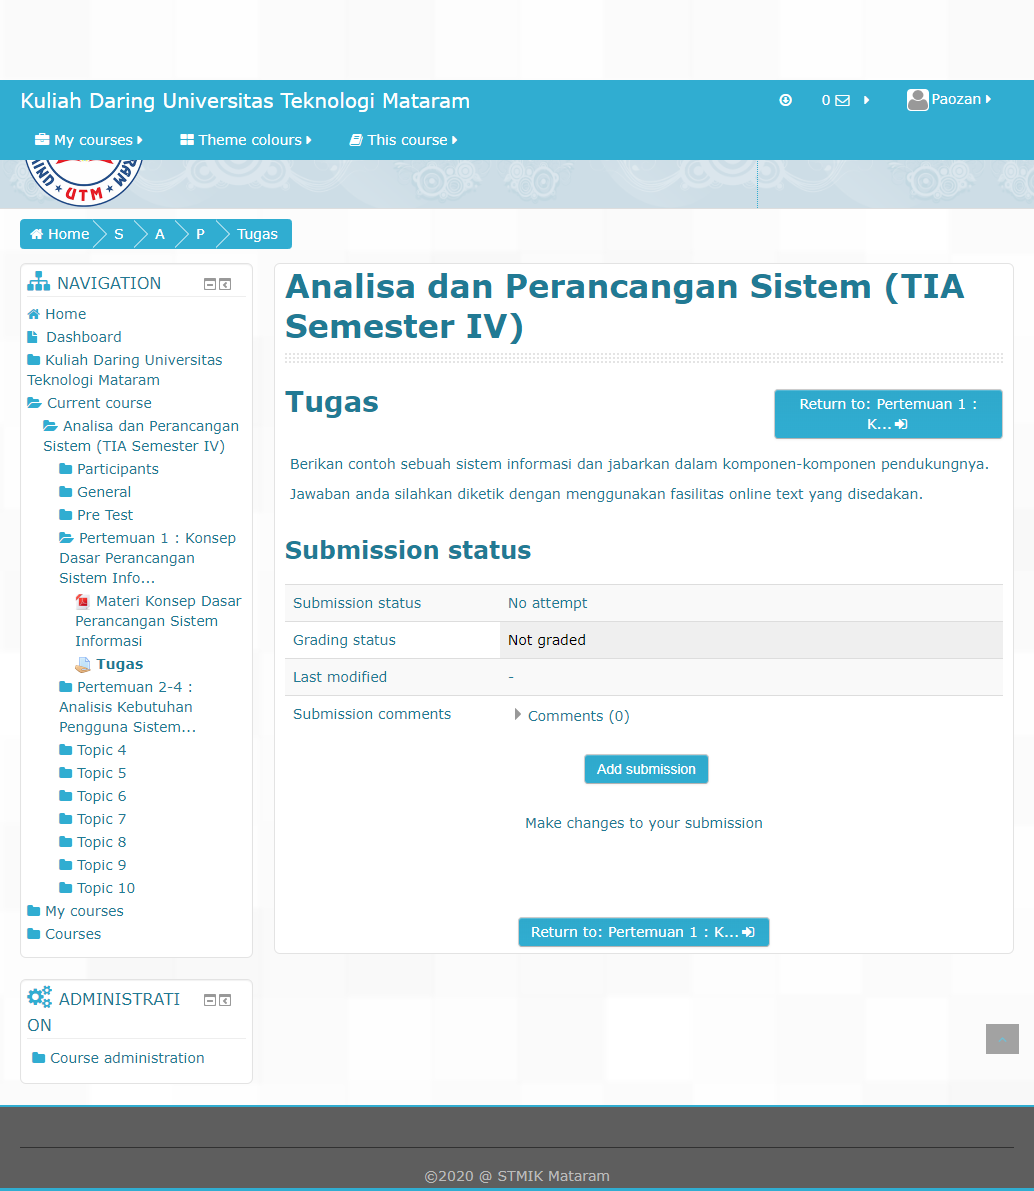 Kuliah Daring Universitas Teknologi Mataram
0
Paozan
My courses
Theme colours
This course
UTM
Home
S
A
P
Tugas
NAVIGATION
Home
Dashboard
Kuliah Daring Universitas
Teknologi Mataram
Current course
Analisa dan Perancangan
Sistem (TIA Semester IV)
Participants
General
Pre Test
Pertemuan 1 : Konsep
Dasar Perancangan
Sistem Info...
Materi Konsep Dasar
Perancangan Sistem
Informasi
Tugas
Pertemuan 2-4 :
Analisis Kebutuhan
Pengguna Sistem...
Topic 4
Topic 5
Topic 6
Topic 7
Topic 8
Topic 9
Topic 10
My courses
Courses
ADMINISTRATI
ON
Course administration
Analisa dan Perancangan Sistem (TIA
Semester IV)
Tugas
Return to: Pertemuan 1 :
K...
Berikan contoh sebuah sistem informasi dan jabarkan dalam komponen-komponen pendukungnya.
Jawaban anda silahkan diketik dengan menggunakan fasilitas online text yang disedakan.
Submission status
Submission status No attempt
Grading status Not graded
Last modified -
Submission comments Comments (0)
Add submission
Make changes to your submission
Return to: Pertemuan 1 : K...
©2020 @ STMIK Mataram